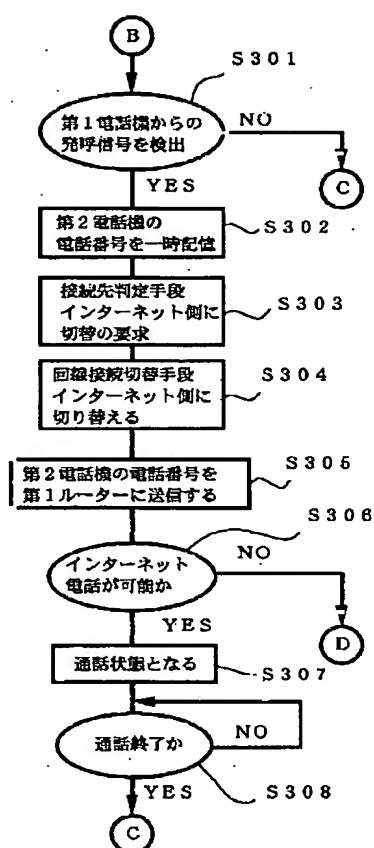 B
S301
第1電話機からの
発呼信号を検出
NO
C
YES
第2電話機の
電話番号を一時記値
S302
接続先判定手段
インターネット側に
切替の要求
S303
回線接続切替手段
インターネット側に
切り替える
S304
第2電話機の電話番号を
第1ルーターに送信する
S305
S306
インターネット
電話が可能か
NO
D
YES
通話状態となる
S307
通話終了か
NO
YES
S308
C